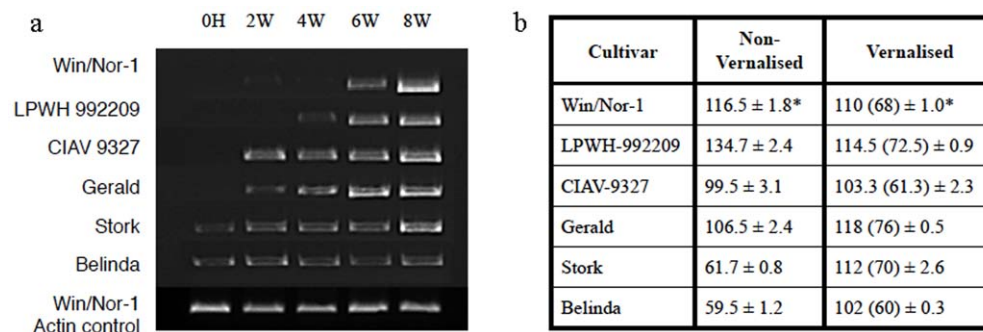 a
0H 2W 4W 6W 8W
Win/Nor-1
LPWH 992209
CIAV 9327
Gerald
Stork
Belinda
Win/Nor-1
Actin control
b
Cultivar Non-Vernalised Vernalised
Win/Nor-1 116.5 ± 1.8* 110 (68) ± 1.0*
LPWH-992209 134.7 ± 2.4 114.5 (72.5) ± 0.9
CIAV-9327 99.5 ± 3.1 103.3 (61.3) ± 2.3
Gerald 106.5 ± 2.4 118 (76) ± 0.5
Stork 61.7 ± 0.8 112 (70) ± 2.6
Belinda 59.5 ± 1.2 102 (60) ± 0.3